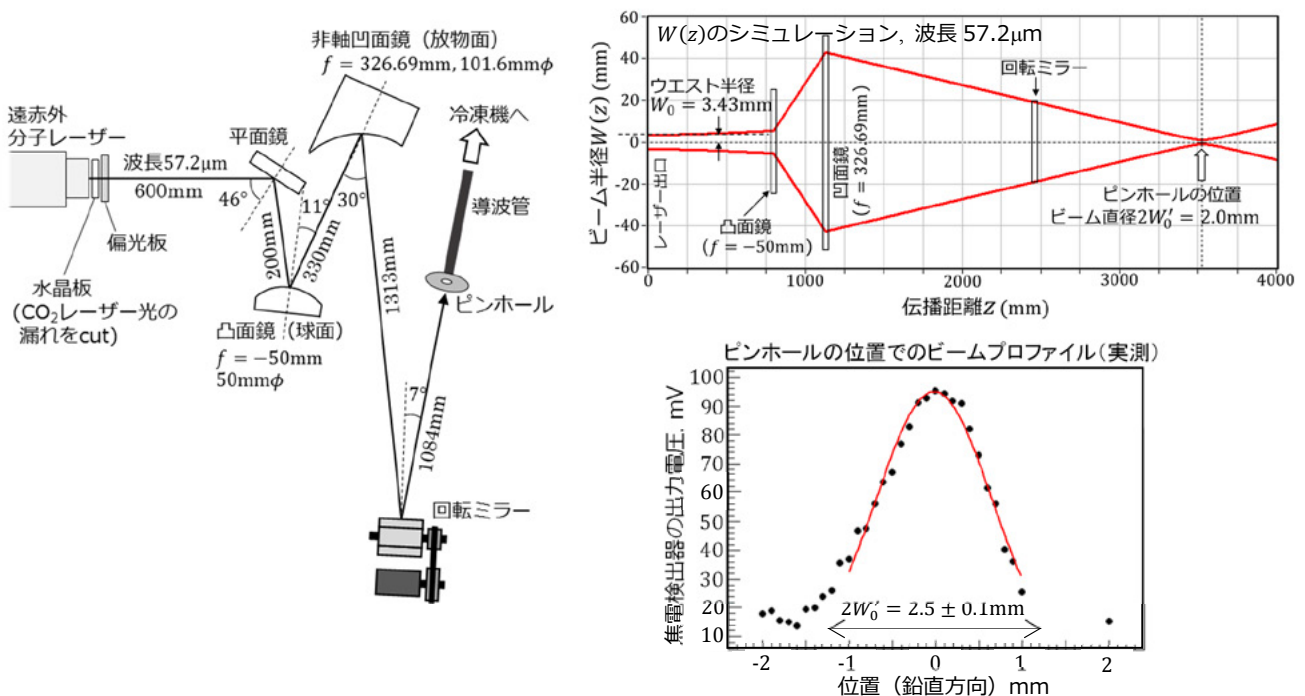 非軸凹面鏡（放物面）
f = 326.69mm, 101.6mmφ
冷凍機へ
遠赤外
分子レーザー
平面鏡
波長57.2μm
600mm
46°
11°
30°
偏光板
200mm
330mm
1313mm
導波管
ピンホール
水晶板
(CO₂レーザー光の
漏れをcut)
凸面鏡（球面）
f = −50mm
50mmφ
7°
1084mm
回転ミラー
W(z)のシミュレーション, 波長 57.2μm
ビーム半径W(z) (mm)
60
40
20
0
-20
-40
-60
ウエスト半径
W₀ = 3.43mm
レーザー出口
凸面鏡
(f = −50mm)
凹面鏡
(f = 326.69mm)
回転ミラー
ピンホールの位置
ビーム直径2W₀′ = 2.0mm
0
1000
2250
2500
3500
4000
伝播距離z (mm)
ピンホールの位置でのビームプロファイル（実測）
焦電検出器の出力電圧, mV
100
90
80
70
60
50
40
30
20
10
2W₀′ = 2.5 ± 0.1mm
-2
-1
0
1
2
位置（鉛直方向）mm